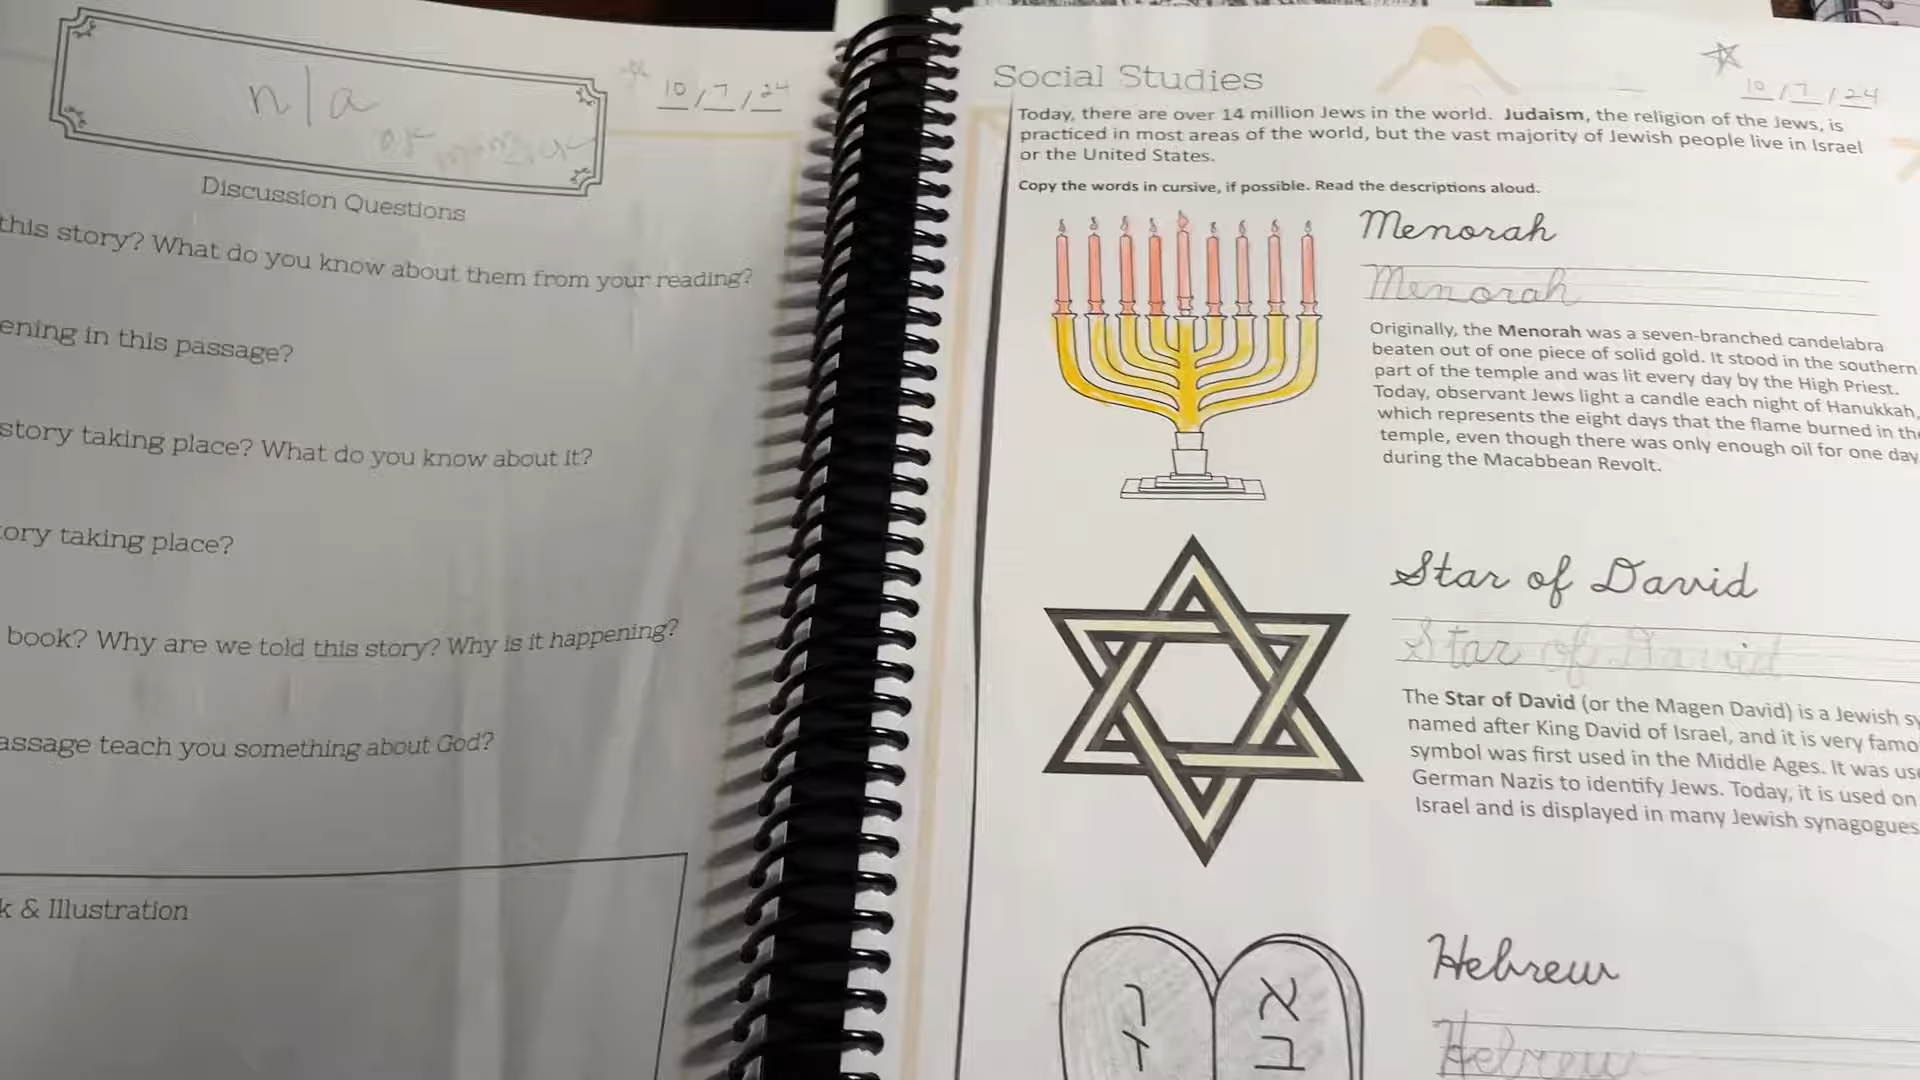 n/a
10/7/24
Discussion Questions
this story? What do you know about them from your reading?
ening in this passage?
story taking place? What do you know about it?
ory taking place?
book? Why are we told this story? Why is it happening?
assage teach you something about God?
k & Illustration
Social Studies
10/7/24
Today, there are over 14 million Jews in the world. Judaism, the religion of the Jews, is
practiced in most areas of the world, but the vast majority of Jewish people live in Israel
or the United States.
Copy the words in cursive, if possible. Read the descriptions aloud.
Menorah
Menorah
Originally, the Menorah was a seven-branched candelabra
beaten out of one piece of solid gold. It stood in the southern
part of the temple and was lit every day by the High Priest.
Today, observant Jews light a candle each night of Hanukkah,
which represents the eight days that the flame burned in the
temple, even though there was only enough oil for one day
during the Macabbean Revolt.
Star of David
Star of David
The Star of David (or the Magen David) is a Jewish sy
named after King David of Israel, and it is very famo
symbol was first used in the Middle Ages. It was use
German Nazis to identify Jews. Today, it is used on
Israel and is displayed in many Jewish synagogues
Hebrew
Hebrew
ו א
ז ב